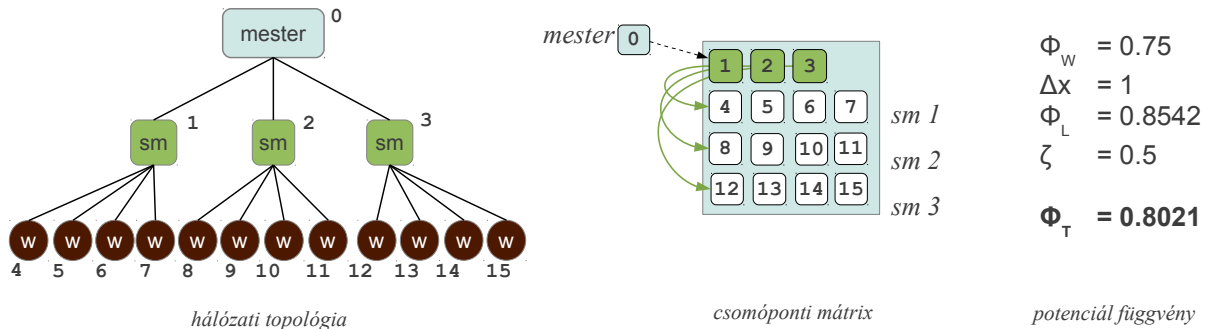 mester 0
sm 1
sm 2
sm 3
w w w w w w w w w w w w
4 5 6 7 8 9 10 11 12 13 14 15
hálózati topológia
mester 0
1 2 3
4 5 6 7 sm 1
8 9 10 11 sm 2
12 13 14 15 sm 3
csomóponti mátrix
Φ_W = 0.75
Δx = 1
Φ_L = 0.8542
ζ = 0.5
Φ_T = 0.8021
potenciál függvény